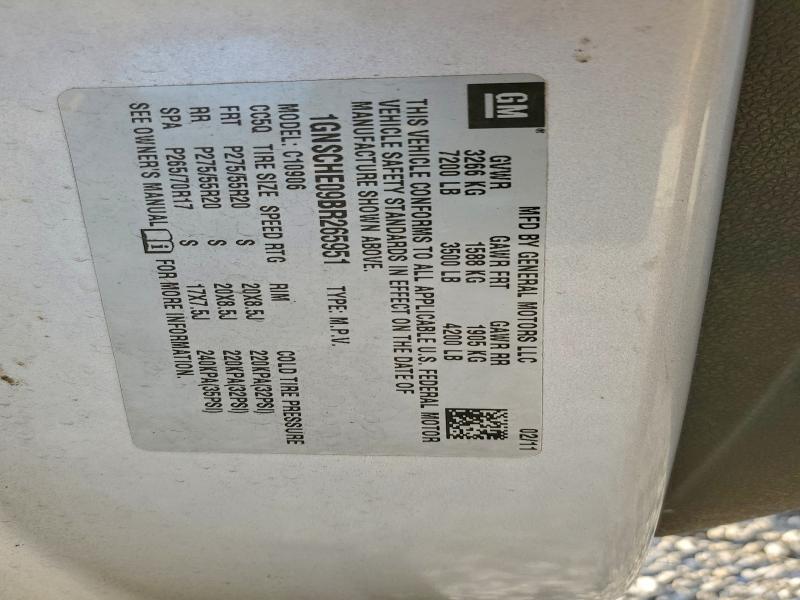 GM®
MFD BY GENERAL MOTORS LLC 02/11
GVWR GAWR FRT GAWR RR
3266 KG 1588 KG 1905 KG
7200 LB 3500 LB 4200 LB
THIS VEHICLE CONFORMS TO ALL APPLICABLE U.S. FEDERAL MOTOR
VEHICLE SAFETY STANDARDS IN EFFECT ON THE DATE OF
MANUFACTURE SHOWN ABOVE.
1GNSCHE09BR265951 TYPE: M.P.V.
MODEL: C10906 COLD TIRE PRESSURE
CC5Q TIRE SIZE SPEED RTG RIM
FRT P275/55R20 S 20X8.5J 220KPA(32PSI)
RR P275/55R20 S 20X8.5J 220KPA(32PSI)
SPA P265/70R17 S 17X7.5J 240KPA(35PSI)
SEE OWNER'S MANUAL FOR MORE INFORMATION.